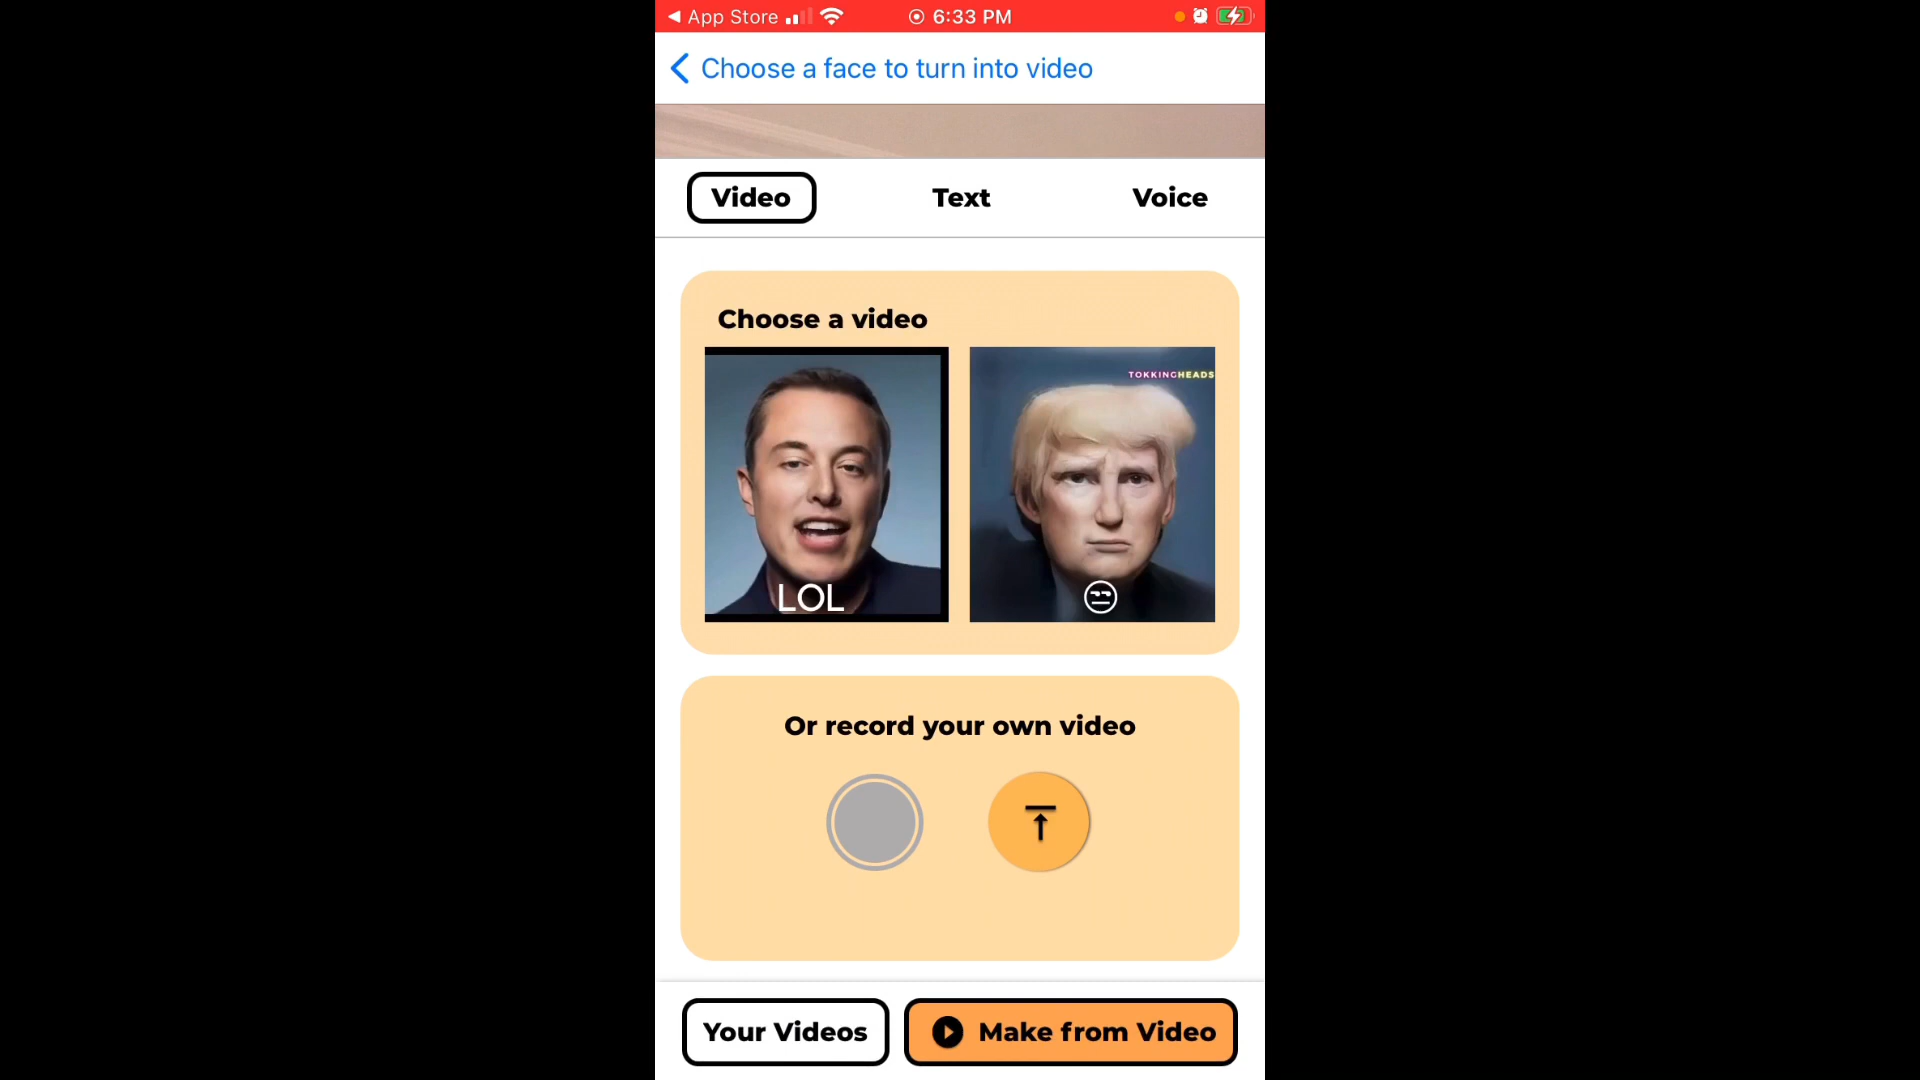 App Store 6:33 PM
Choose a face to turn into video
Video Text Voice
Choose a video
TOKKINGHEADS
LOL
Or record your own video
Your Videos Make from Video